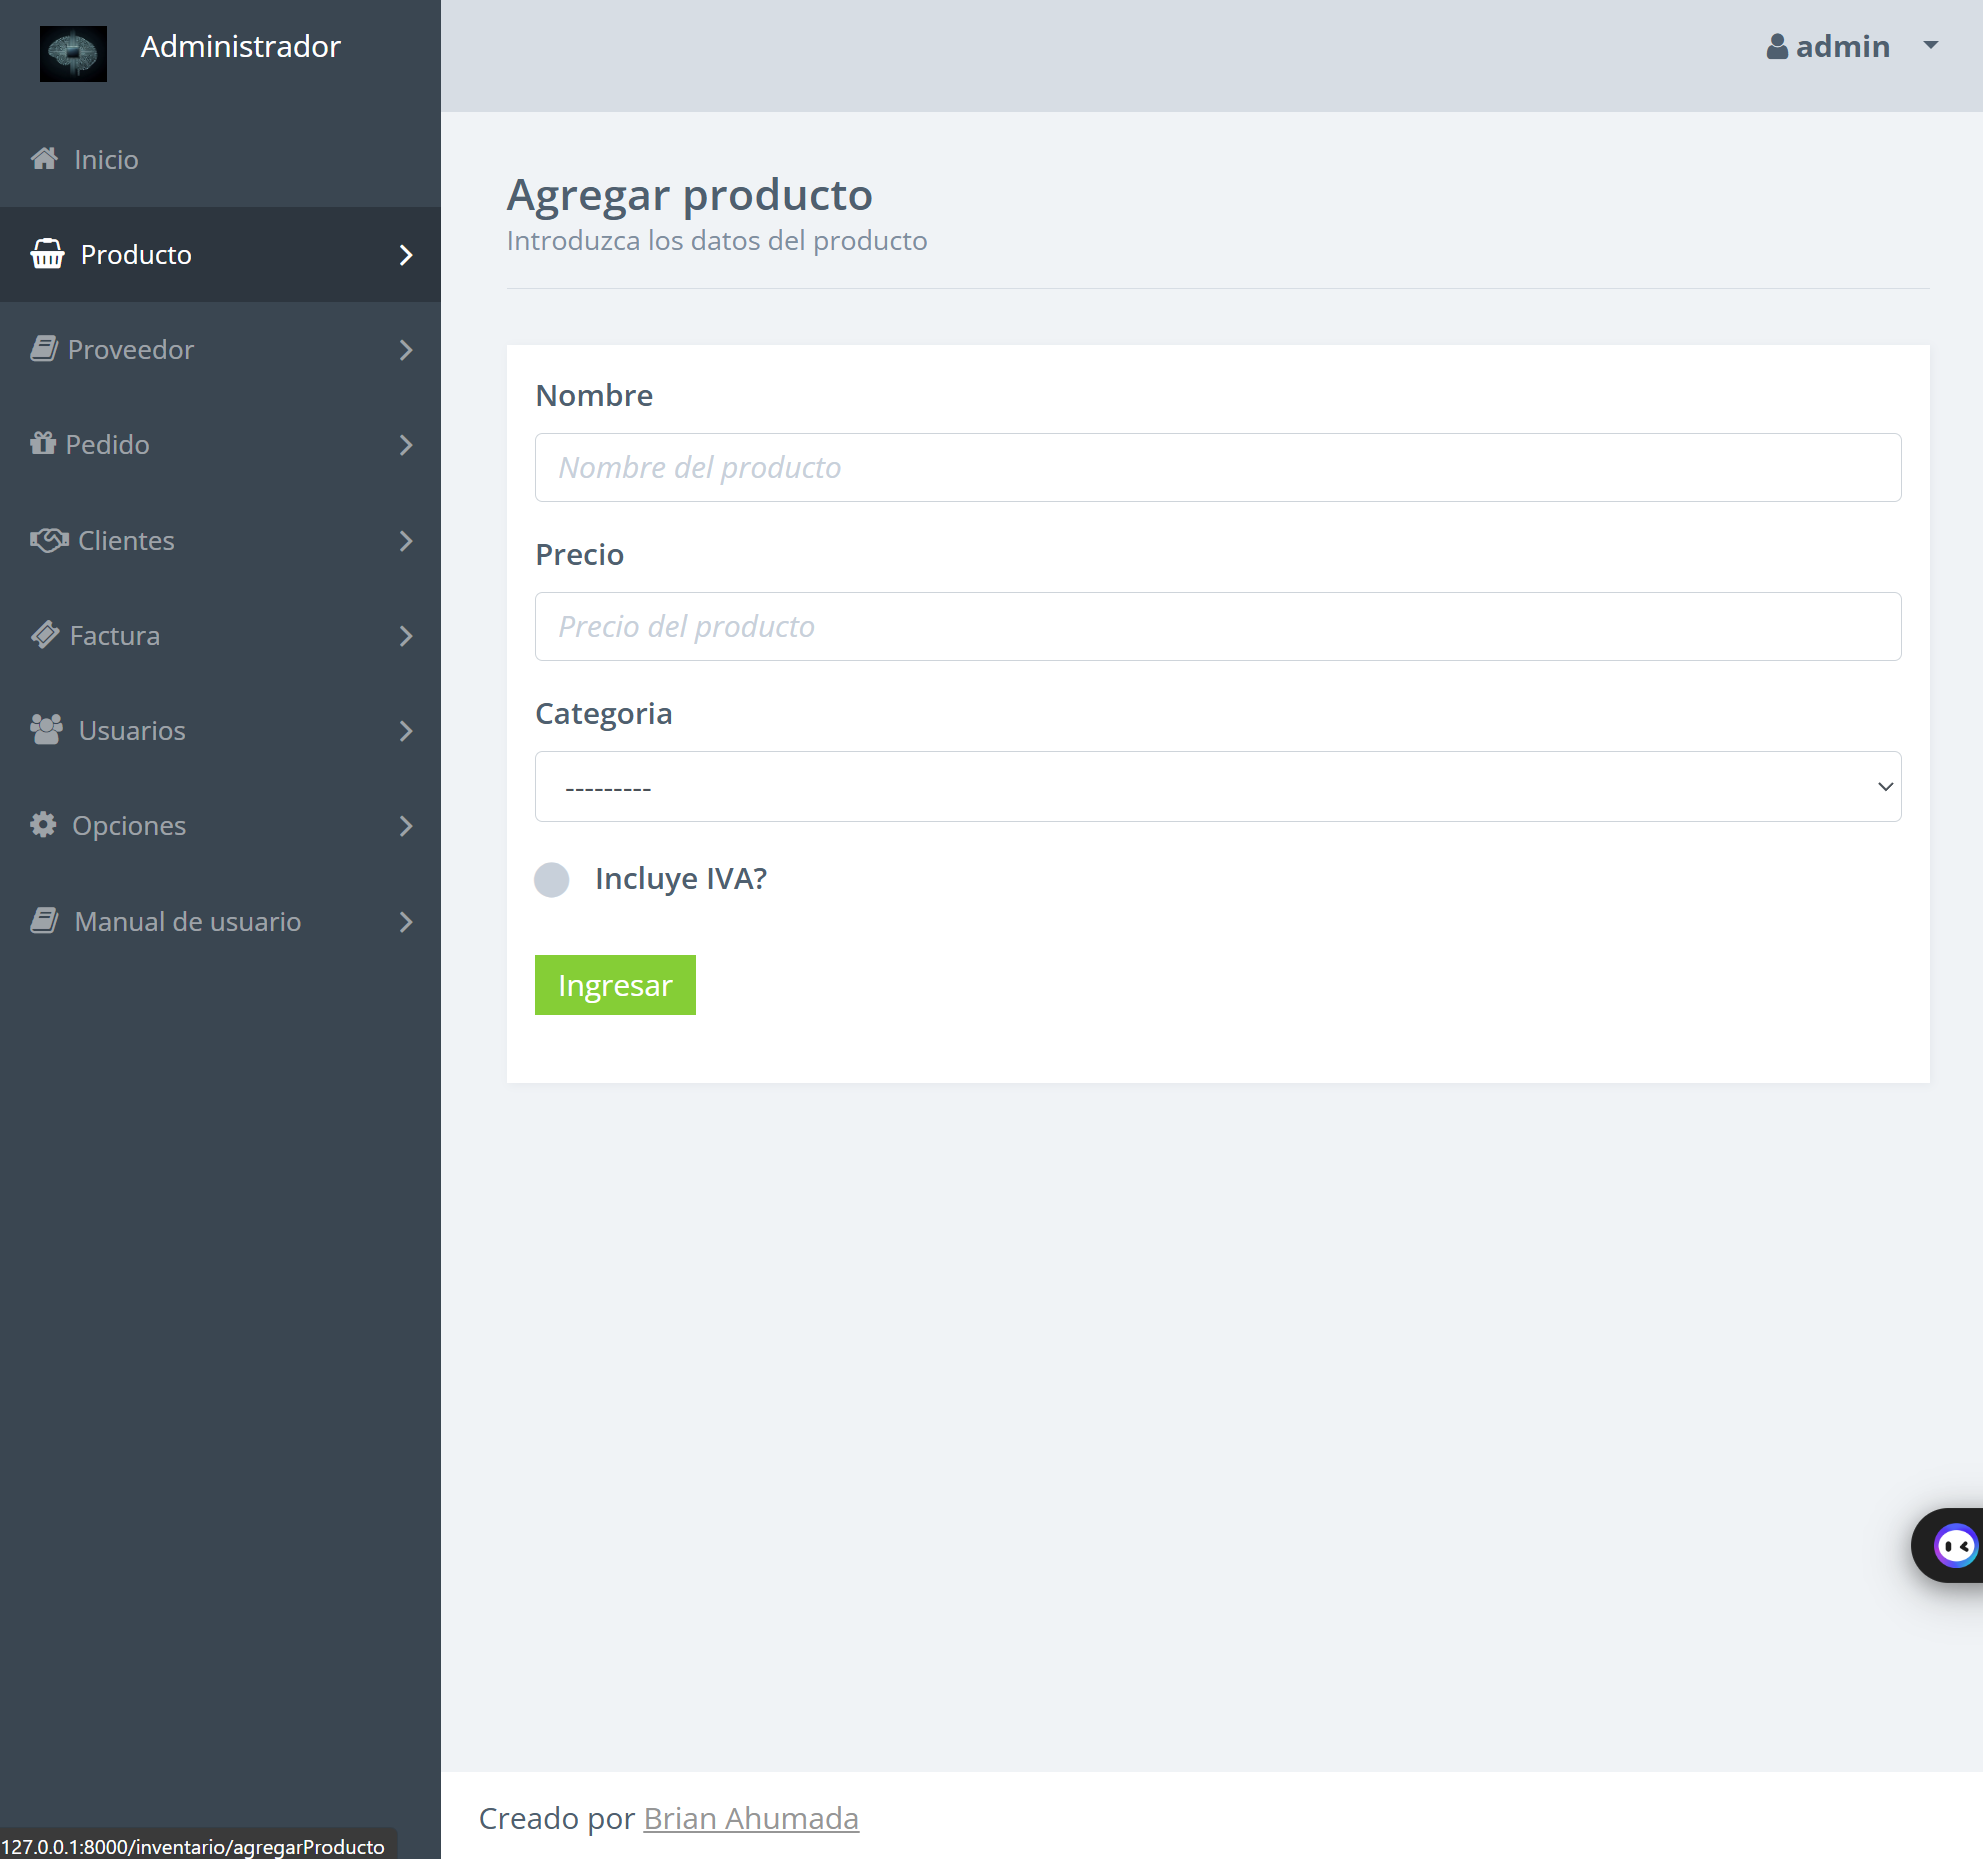 Administrador
admin
Inicio
Producto
Proveedor
Pedido
Clientes
Factura
Usuarios
Opciones
Manual de usuario
Agregar producto
Introduzca los datos del producto
Nombre
Nombre del producto
Precio
Precio del producto
Categoria
---------
Incluye IVA?
Ingresar
Creado por Brian Ahumada
127.0.0.1:8000/inventario/agregarProducto